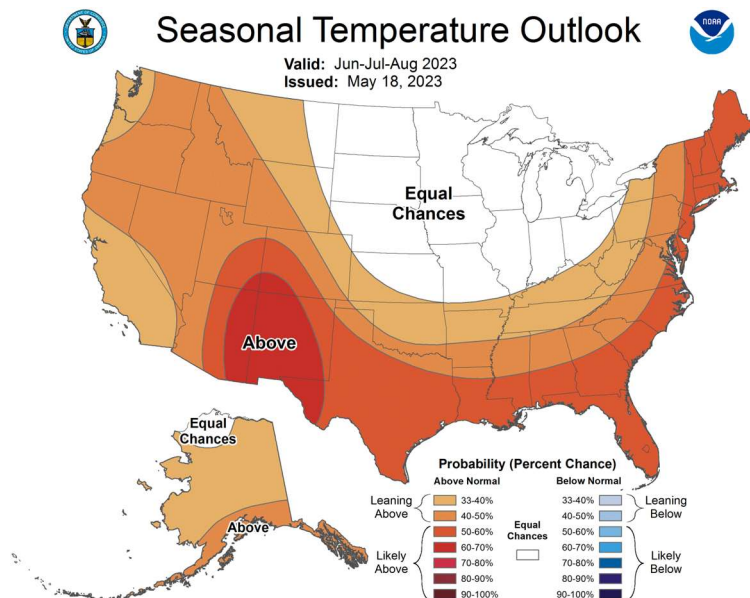 Seasonal Temperature Outlook
NOAA
Valid: Jun-Jul-Aug 2023
Issued: May 18, 2023
Equal
Chances
Above
Equal
Chances
Above
Probability (Percent Chance)
Above Normal
Below Normal
Leaning
Above
33-40%
40-50%
Likely
Above
50-60%
60-70%
70-80%
80-90%
90-100%
Equal
Chances
33-40%
40-50%
Leaning
Below
50-60%
60-70%
70-80%
80-90%
90-100%
Likely
Below